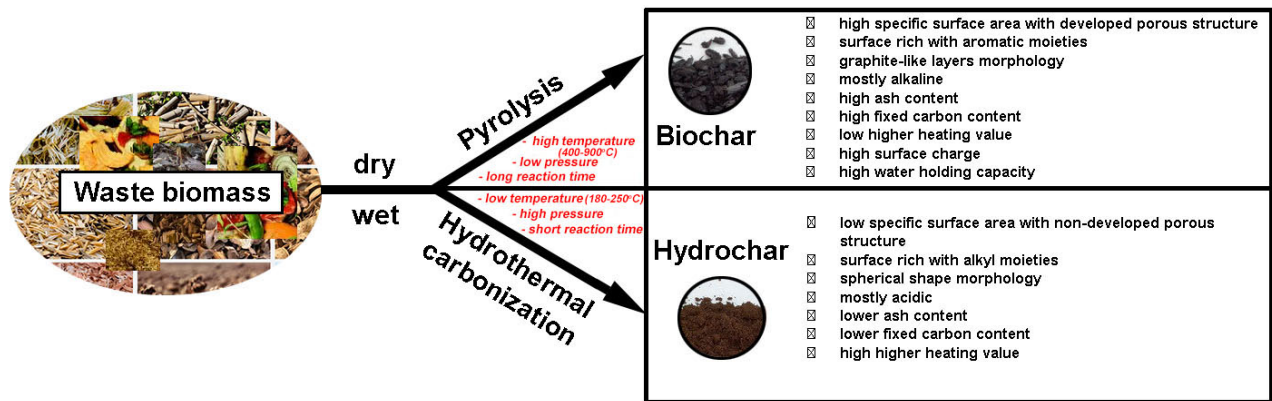 Waste biomass
dry
wet
Pyrolysis
- high temperature
(400-900°C)
- low pressure
- long reaction time
- low temperature (180-250°C)
- high pressure
- short reaction time
Hydrothermal
carbonization
Biochar
high specific surface area with developed porous structure
surface rich with aromatic moieties
graphite-like layers morphology
mostly alkaline
high ash content
high fixed carbon content
low higher heating value
high surface charge
high water holding capacity
Hydrochar
low specific surface area with non-developed porous
structure
surface rich with alkyl moieties
spherical shape morphology
mostly acidic
lower ash content
lower fixed carbon content
high higher heating value